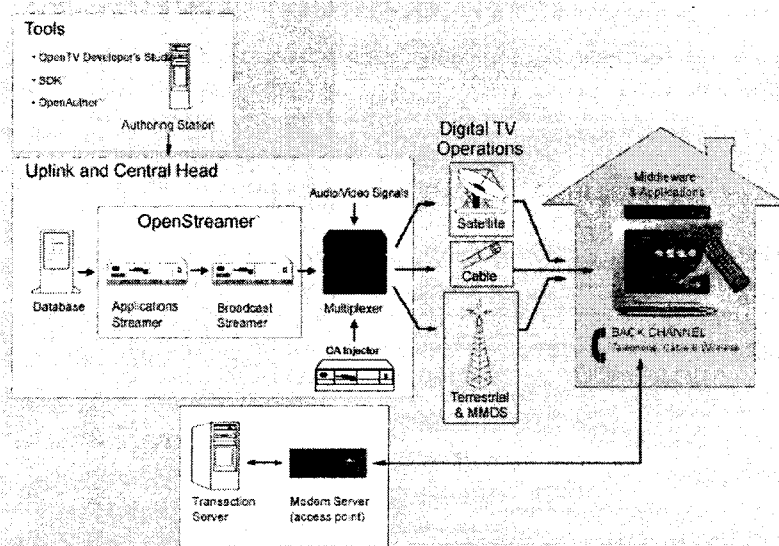 Tools
• OpenTV Developer's Studio
• SDK
• OpenAuthor
Authoring Station
Uplink and Central Head
OpenStreamer
Database
Applications
Streamer
Broadcast
Streamer
Audio/Video Signals
Multiplexer
CA Injector
Digital TV
Operations
Satellite
Cable
Terrestrial
& MMDS
Middleware
& Applications
BACK CHANNEL
Telephone, Cable & Wireless
Transaction
Server
Modem Server
(access point)